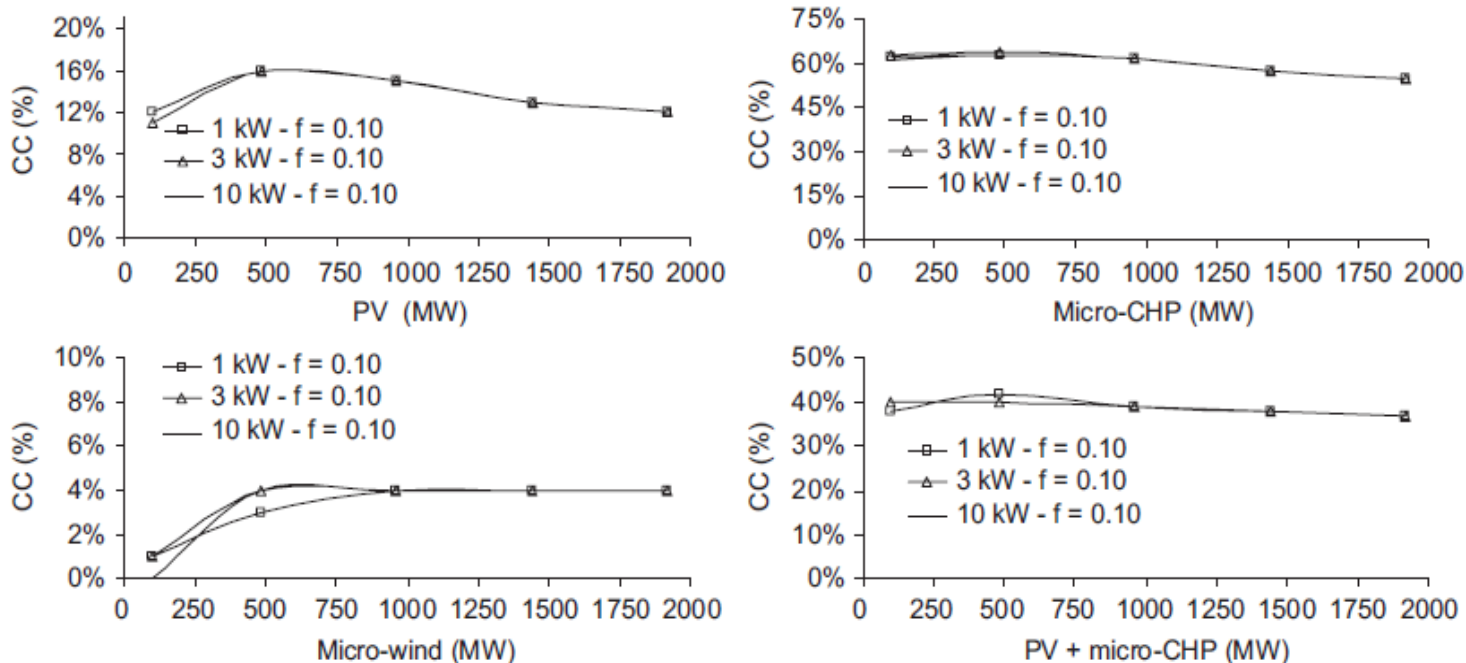 20%
16%
12%
8%
4%
0%
CC (%)
1 kW - f = 0.10
3 kW - f = 0.10
10 kW - f = 0.10
0 250 500 750 1000 1250 1500 1750 2000
PV (MW)
75%
60%
45%
30%
15%
0%
CC (%)
1 kW - f = 0.10
3 kW - f = 0.10
10 kW - f = 0.10
0 250 500 750 1000 1250 1500 1750 2000
Micro-CHP (MW)
10%
8%
6%
4%
2%
0%
CC (%)
1 kW - f = 0.10
3 kW - f = 0.10
10 kW - f = 0.10
0 250 500 750 1000 1250 1500 1750 2000
Micro-wind (MW)
50%
40%
30%
20%
10%
0%
CC (%)
1 kW - f = 0.10
3 kW - f = 0.10
10 kW - f = 0.10
0 250 500 750 1000 1250 1500 1750 2000
PV + micro-CHP (MW)